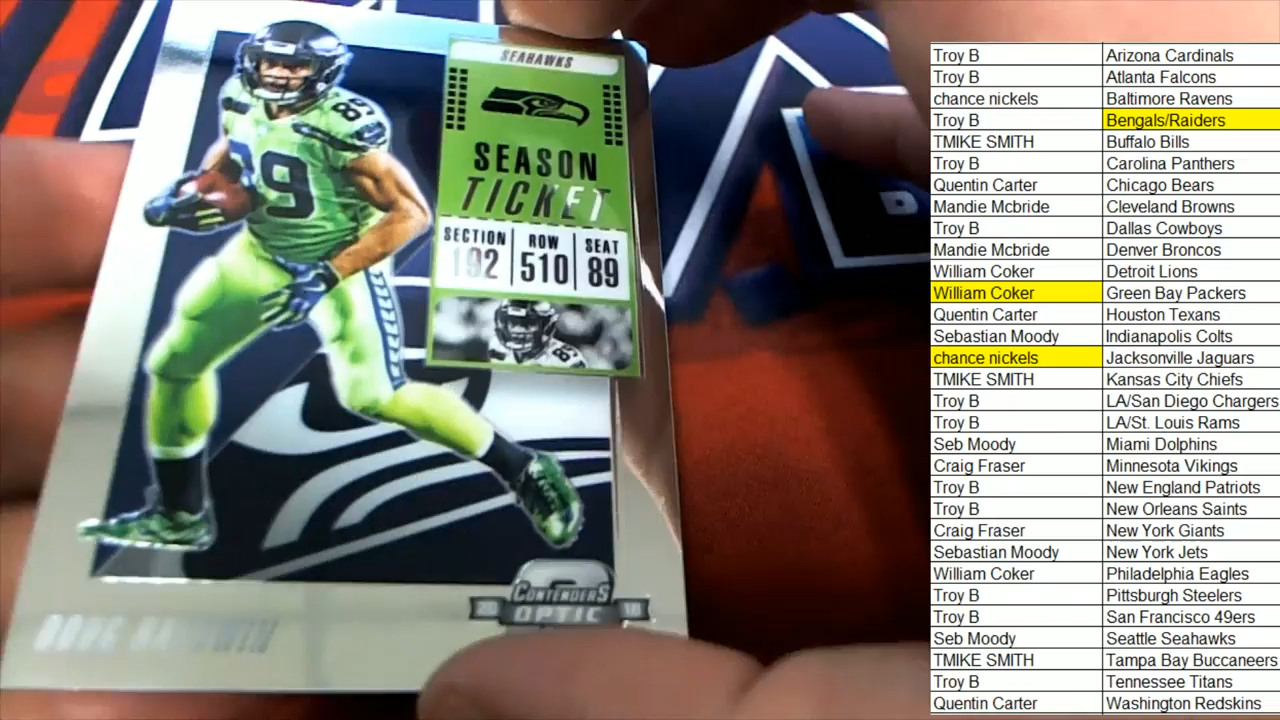 SEAHAWKS
SEASON
TICKET
SECTION ROW SEAT
192 510 89
89
CONTENDERS
OPTIC
20 18
Troy B Arizona Cardinals
Troy B Atlanta Falcons
chance nickels Baltimore Ravens
Troy B Bengals/Raiders
TMIKE SMITH Buffalo Bills
Troy B Carolina Panthers
Quentin Carter Chicago Bears
Mandie Mcbride Cleveland Browns
Troy B Dallas Cowboys
Mandie Mcbride Denver Broncos
William Coker Detroit Lions
William Coker Green Bay Packers
Quentin Carter Houston Texans
Sebastian Moody Indianapolis Colts
chance nickels Jacksonville Jaguars
TMIKE SMITH Kansas City Chiefs
Troy B LA/San Diego Chargers
Troy B LA/St. Louis Rams
Seb Moody Miami Dolphins
Craig Fraser Minnesota Vikings
Troy B New England Patriots
Troy B New Orleans Saints
Craig Fraser New York Giants
Sebastian Moody New York Jets
William Coker Philadelphia Eagles
Troy B Pittsburgh Steelers
Troy B San Francisco 49ers
Seb Moody Seattle Seahawks
TMIKE SMITH Tampa Bay Buccaneers
Troy B Tennessee Titans
Quentin Carter Washington Redskins